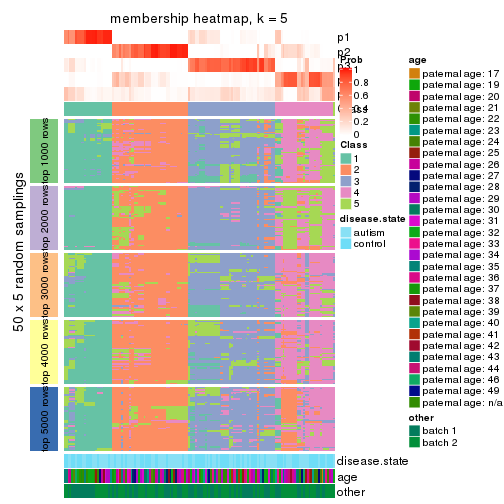 membership heatmap, k = 5
p1
p2
p3
Prob
1
0.8
0.6
0.4
0.2
0
Class
1
2
3
4
5
disease.state
autism
control
50 x 5 random samplings
top 1000 rows
top 2000 rows
top 3000 rows
top 4000 rows
top 5000 rows
disease.state
age
other
age
paternal age: 17
paternal age: 19
paternal age: 20
paternal age: 21
paternal age: 22
paternal age: 23
paternal age: 24
paternal age: 25
paternal age: 26
paternal age: 27
paternal age: 28
paternal age: 29
paternal age: 30
paternal age: 31
paternal age: 32
paternal age: 33
paternal age: 34
paternal age: 35
paternal age: 36
paternal age: 37
paternal age: 38
paternal age: 39
paternal age: 40
paternal age: 41
paternal age: 42
paternal age: 43
paternal age: 44
paternal age: 46
paternal age: 49
paternal age: n/a
other
batch 1
batch 2